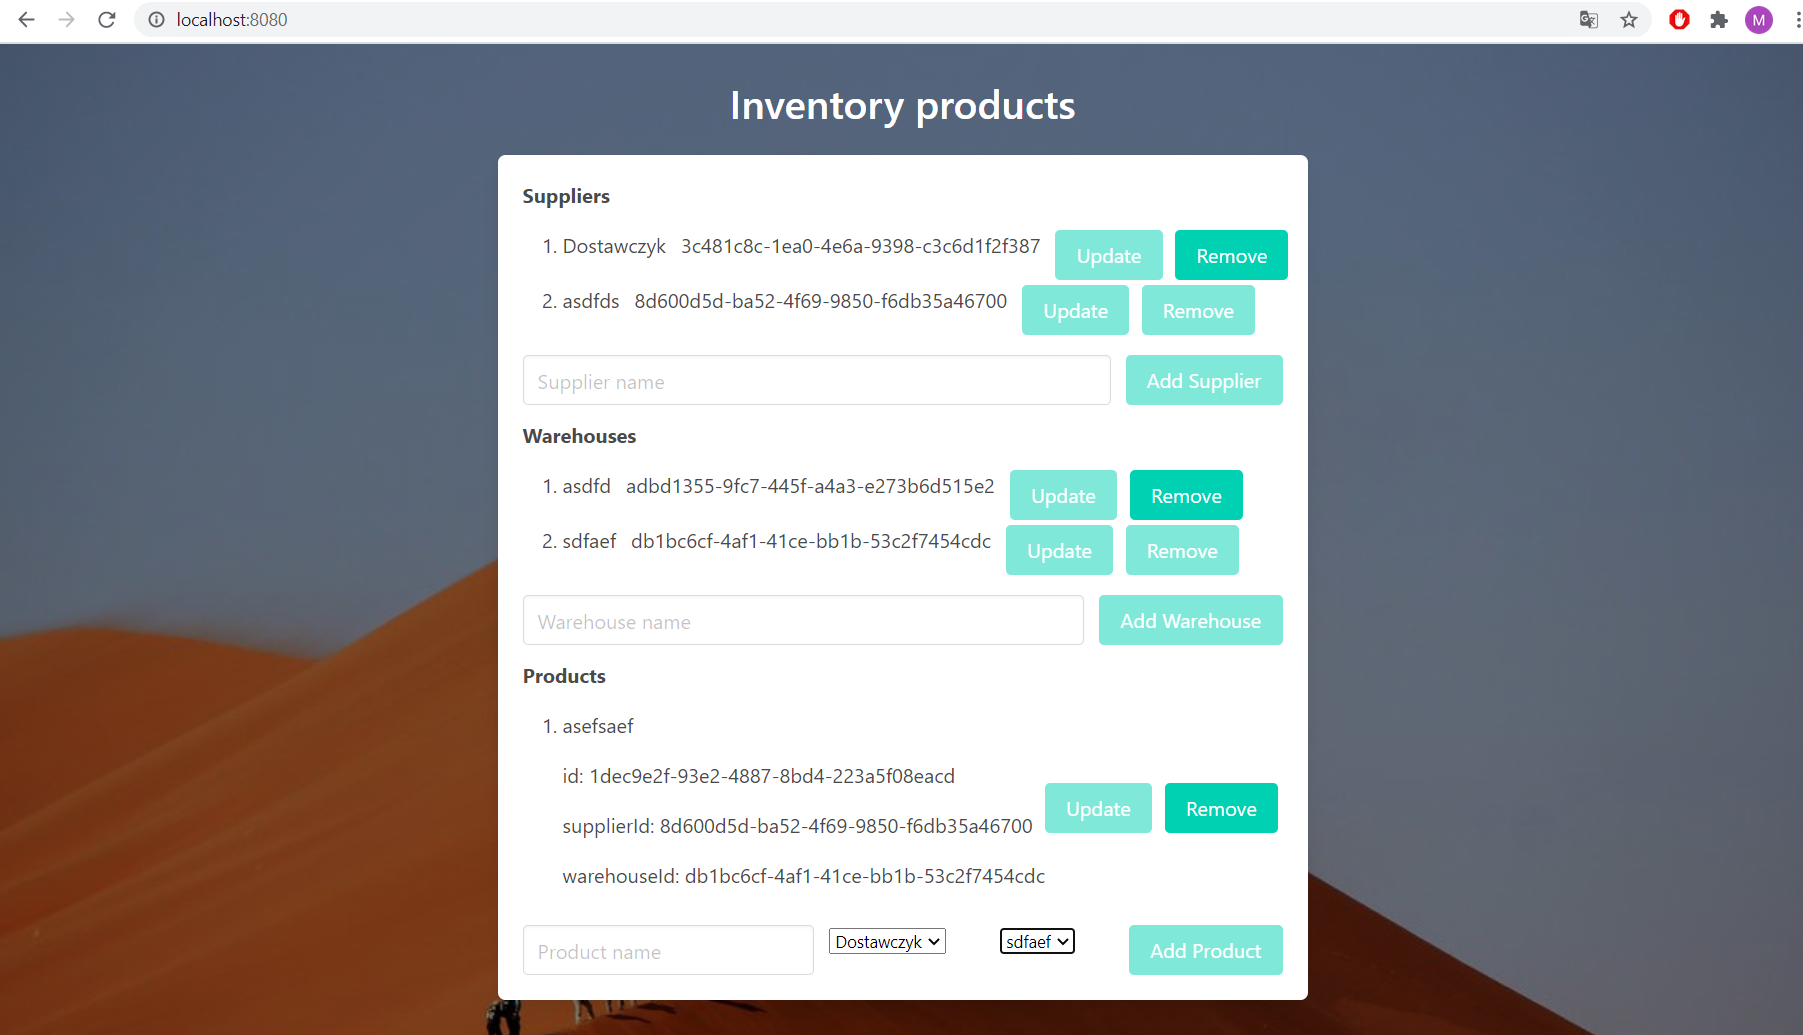 localhost:8080
M
Inventory products
Suppliers
1. Dostawczyk 3c481c8c-1ea0-4e6a-9398-c3c6d1f2f387 Update Remove
2. asdfds 8d600d5d-ba52-4f69-9850-f6db35a46700 Update Remove
Supplier name Add Supplier
Warehouses
1. asdfd adbd1355-9fc7-445f-a4a3-e273b6d515e2 Update Remove
2. sdfaef db1bc6cf-4af1-41ce-bb1b-53c2f7454cdc Update Remove
Warehouse name Add Warehouse
Products
1. asefsaef
id: 1dec9e2f-93e2-4887-8bd4-223a5f08eacd
Update Remove
supplierId: 8d600d5d-ba52-4f69-9850-f6db35a46700
warehouseId: db1bc6cf-4af1-41ce-bb1b-53c2f7454cdc
Product name Dostawczyk sdfaef Add Product